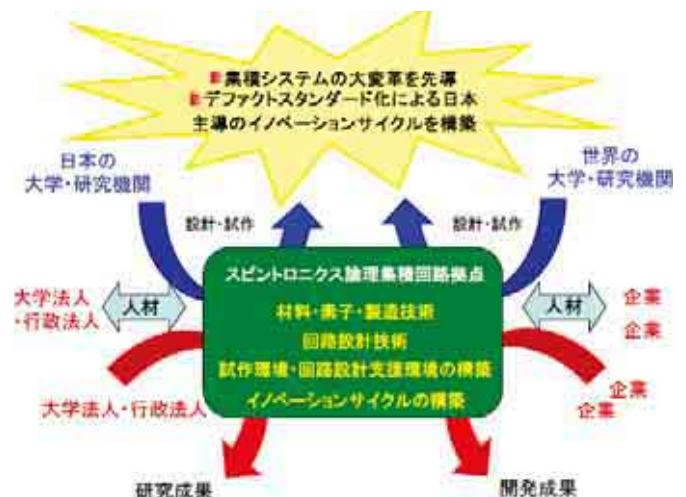 集積システムの大変革を先導
デファクトスタンダード化による日本
主導のイノベーションサイクルを構築
日本の
大学・研究機関
世界の
大学・研究機関
設計・試作
設計・試作
スピントロニクス論理集積回路拠点
材料・素子・製造技術
回路設計技術
試作環境・回路設計支援環境の構築
イノベーションサイクルの構築
大学法人
・行政法人
人材
人材
企業
企業
大学法人・行政法人
企業
企業
研究成果
開発成果